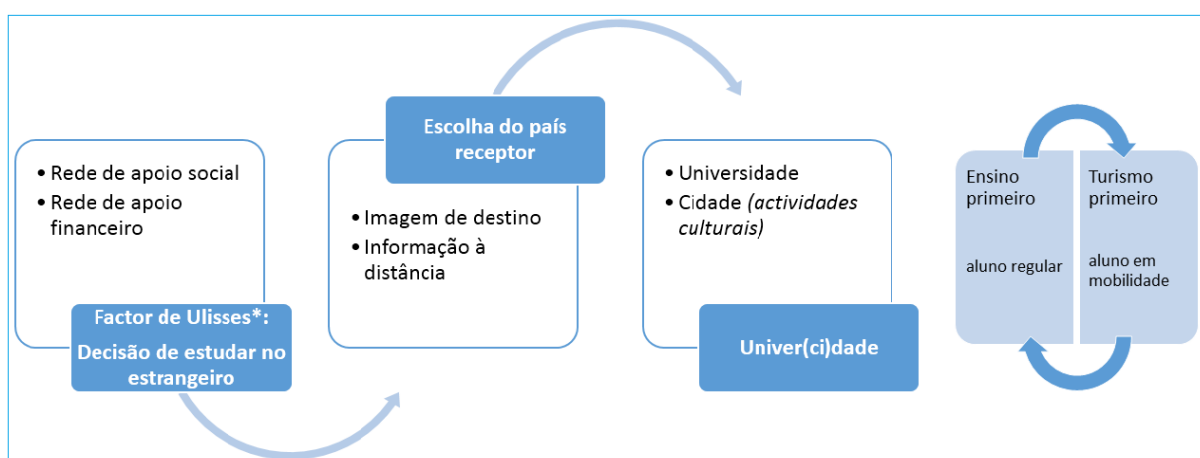 • Rede de apoio social
• Rede de apoio
financeiro
Factor de Ulisses*:
Decisão de estudar no
estrangeiro
Escolha do país
receptor
• Imagem de destino
• Informação à
distância
• Universidade
• Cidade (actividades
culturais)
Univer(ci)dade
Ensino
primeiro
aluno regular
Turismo
primeiro
aluno em
mobilidade